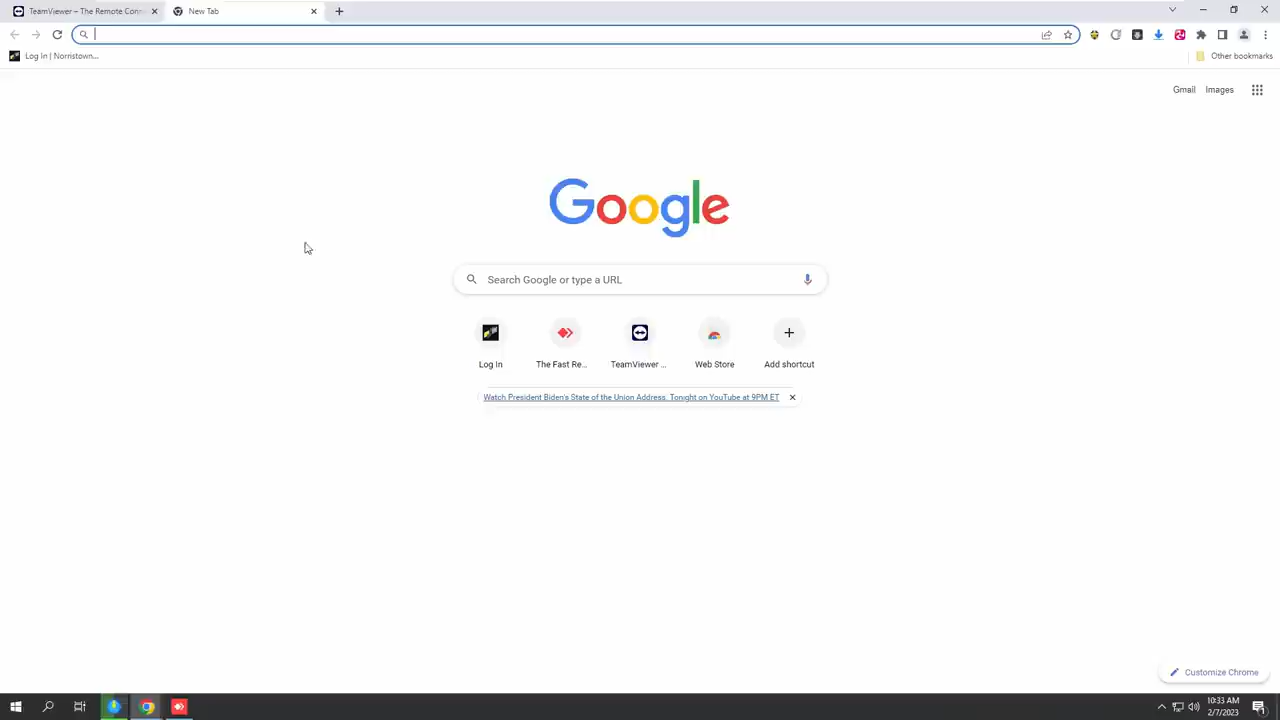 TeamViewer – The Remote Conn
New Tab
Log In | Norristown...
Other bookmarks
Gmail
Images
Google
Search Google or type a URL
Log In
The Fast Re...
TeamViewer ...
Web Store
Add shortcut
Watch President Biden's State of the Union Address. Tonight on YouTube at 9PM ET
Customize Chrome
10:33 AM
2/7/2023
1